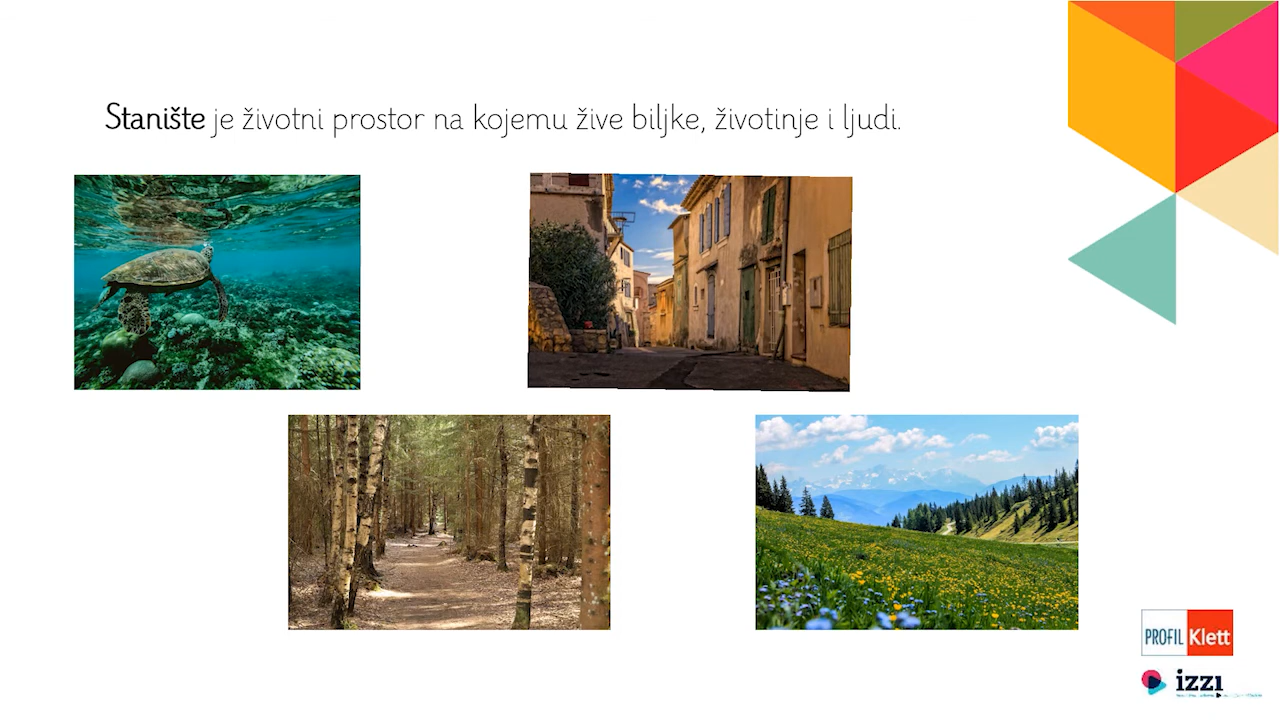 Stanište je životni prostor na kojemu žive biljke, životinje i ljudi.
PROFIL Klett
izzi